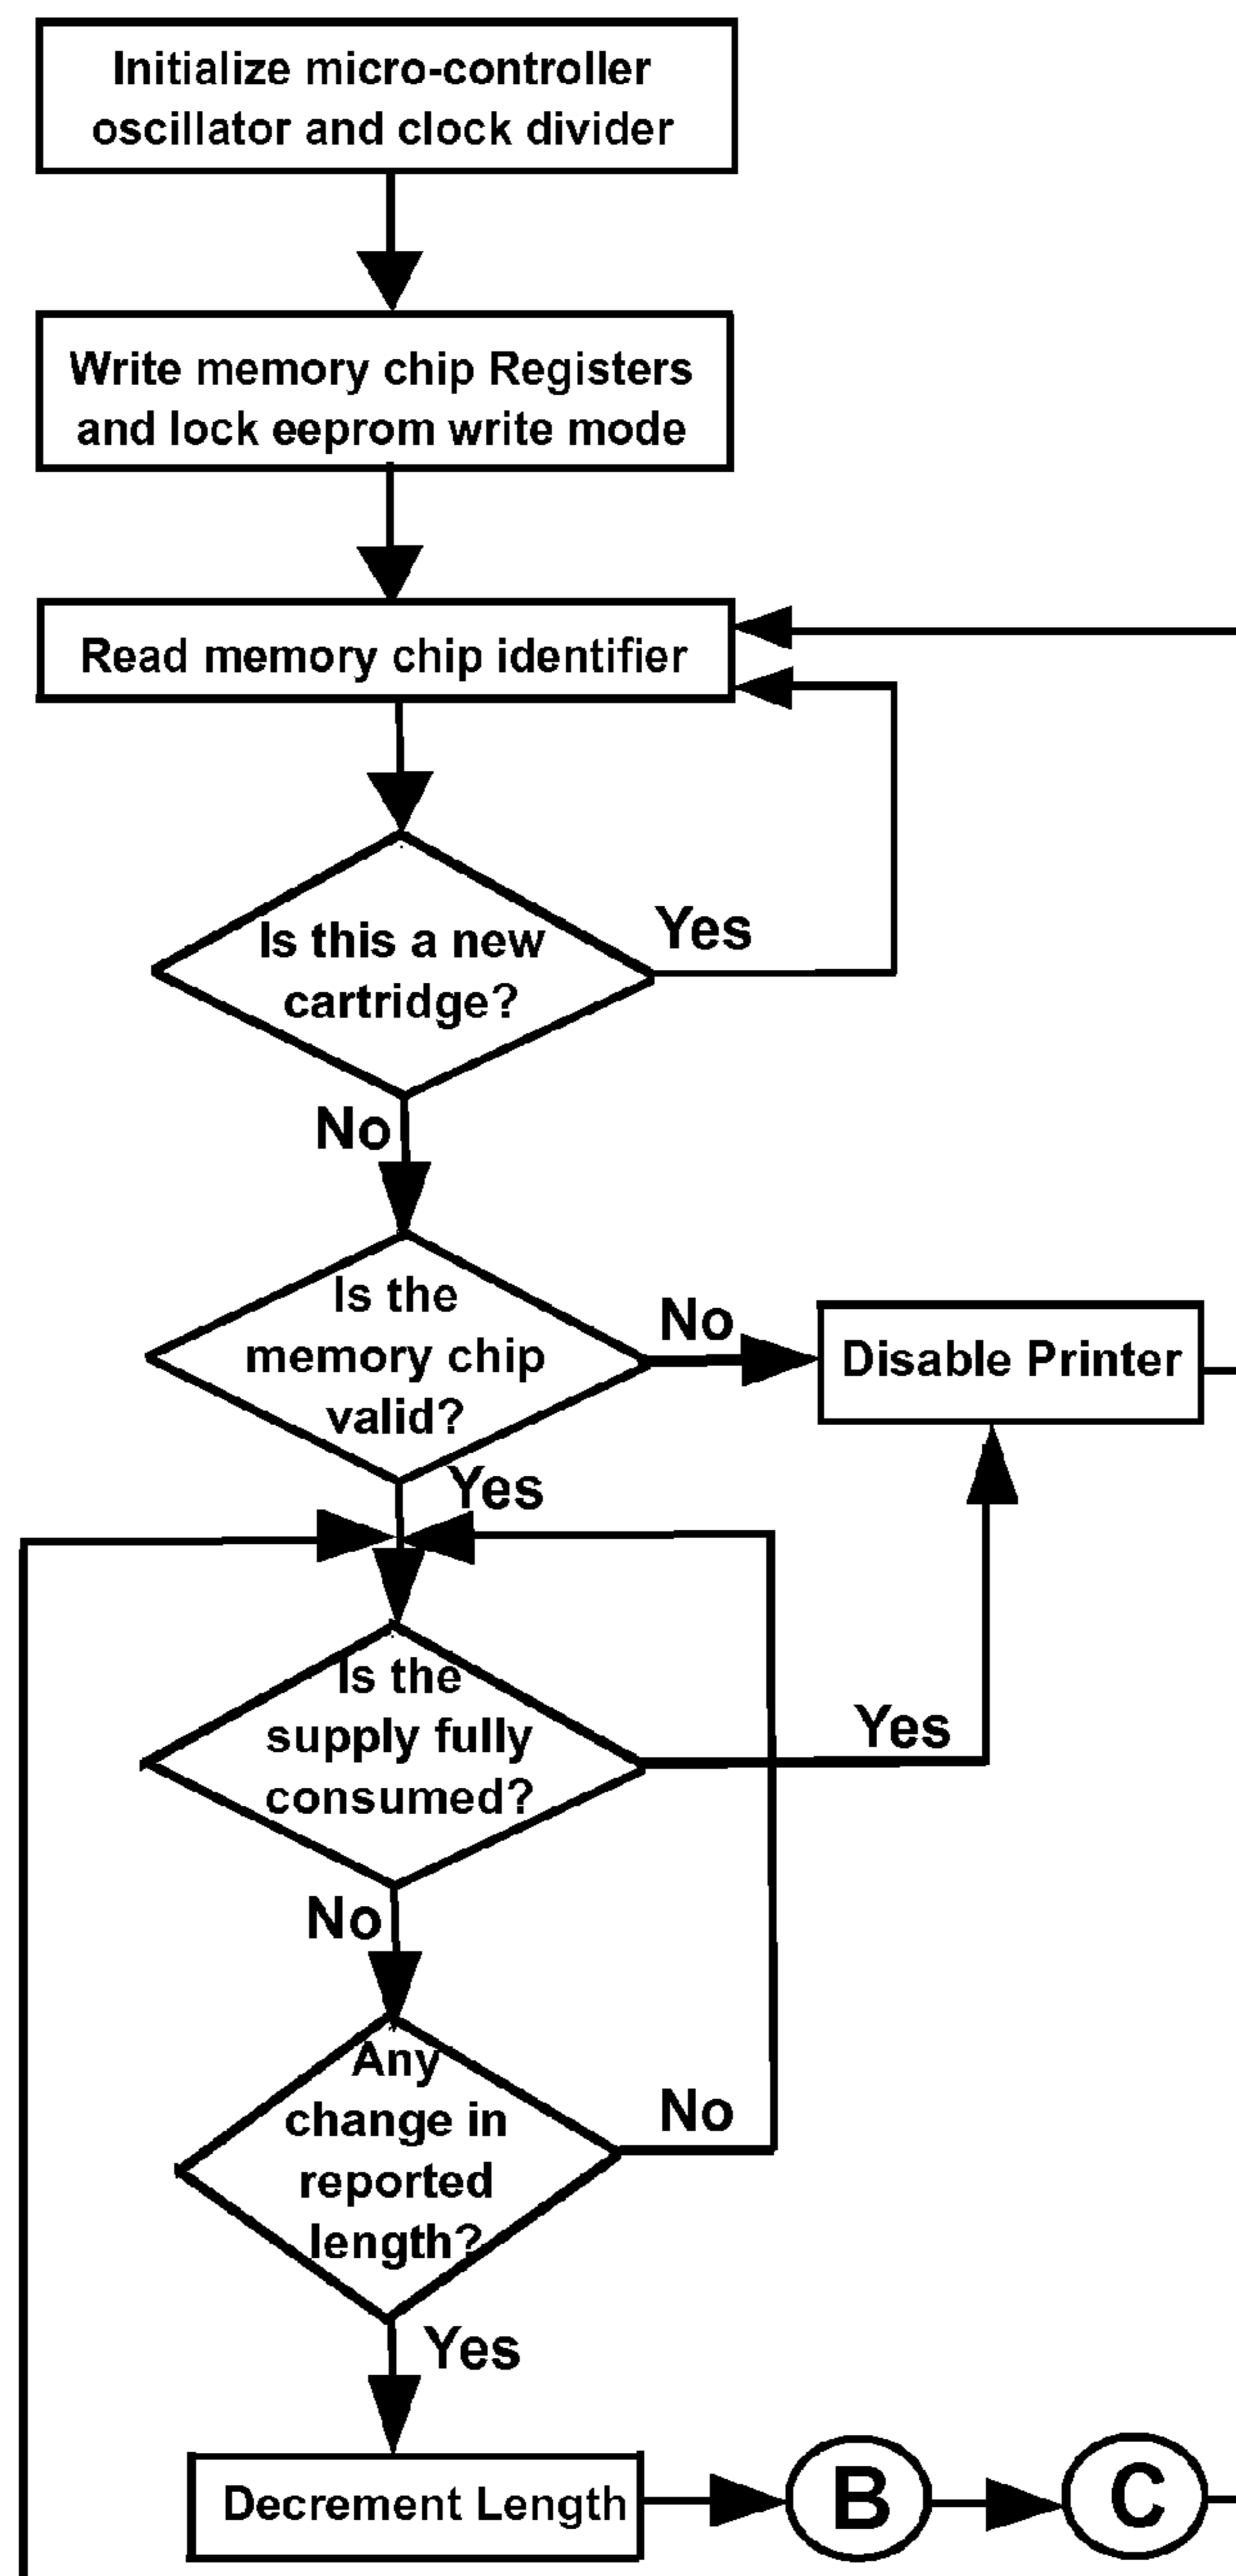 Initialize micro-controller
oscillator and clock divider
Write memory chip Registers
and lock eeprom write mode
Read memory chip identifier
Is this a new
cartridge?
Yes
No
Is the
memory chip
valid?
No
Disable Printer
Yes
Is the
supply fully
consumed?
Yes
No
Any
change in
reported
length?
No
Yes
Decrement Length
B
C